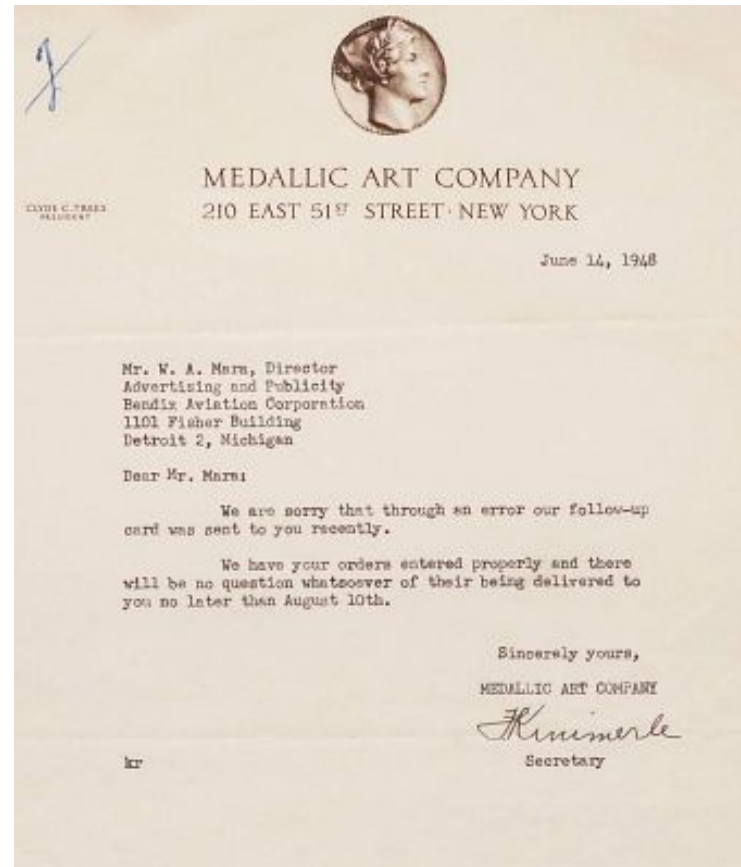 MEDALLIC ART COMPANY
210 EAST 51ST STREET · NEW YORK
CLYDE C. TREES
PRESIDENT
June 14, 1948
Mr. W. A. Mara, Director
Advertising and Publicity
Bendix Aviation Corporation
1101 Fisher Building
Detroit 2, Michigan
Dear Mr. Mara:
We are sorry that through an error our follow-up
card was sent to you recently.
We have your orders entered properly and there
will be no question whatsoever of their being delivered to
you no later than August 10th.
Sincerely yours,
MEDALLIC ART COMPANY
Secretary
kr